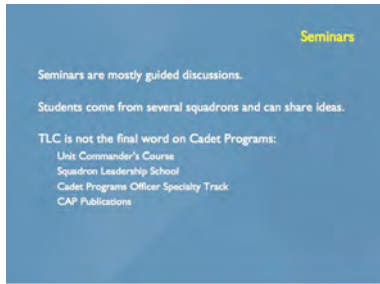 Seminars
Seminars are mostly guided discussions.
Students come from several squadrons and can share ideas.
TLC is not the final word on Cadet Programs:
Unit Commander's Course
Squadron Leadership School
Cadet Programs Officer Specialty Track
CAP Publications